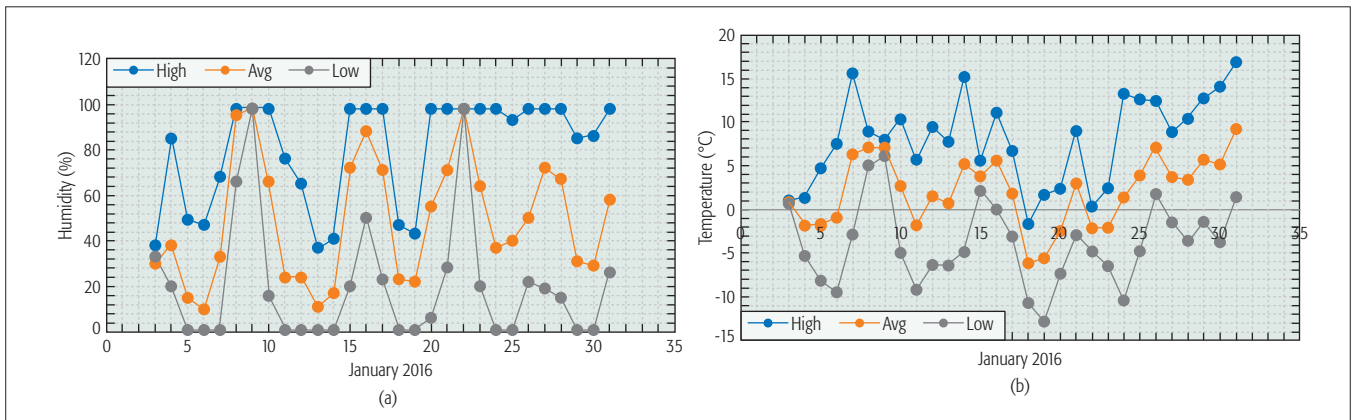 120
100
80
60
40
20
0
Humidity (%)
High Avg Low
0 5 10 15 20 25 30 35
January 2016
(a)
20
15
10
5
0
-5
-10
-15
Temperature (°C)
0 5 10 15 20 25 30 35
High Avg Low
January 2016
(b)